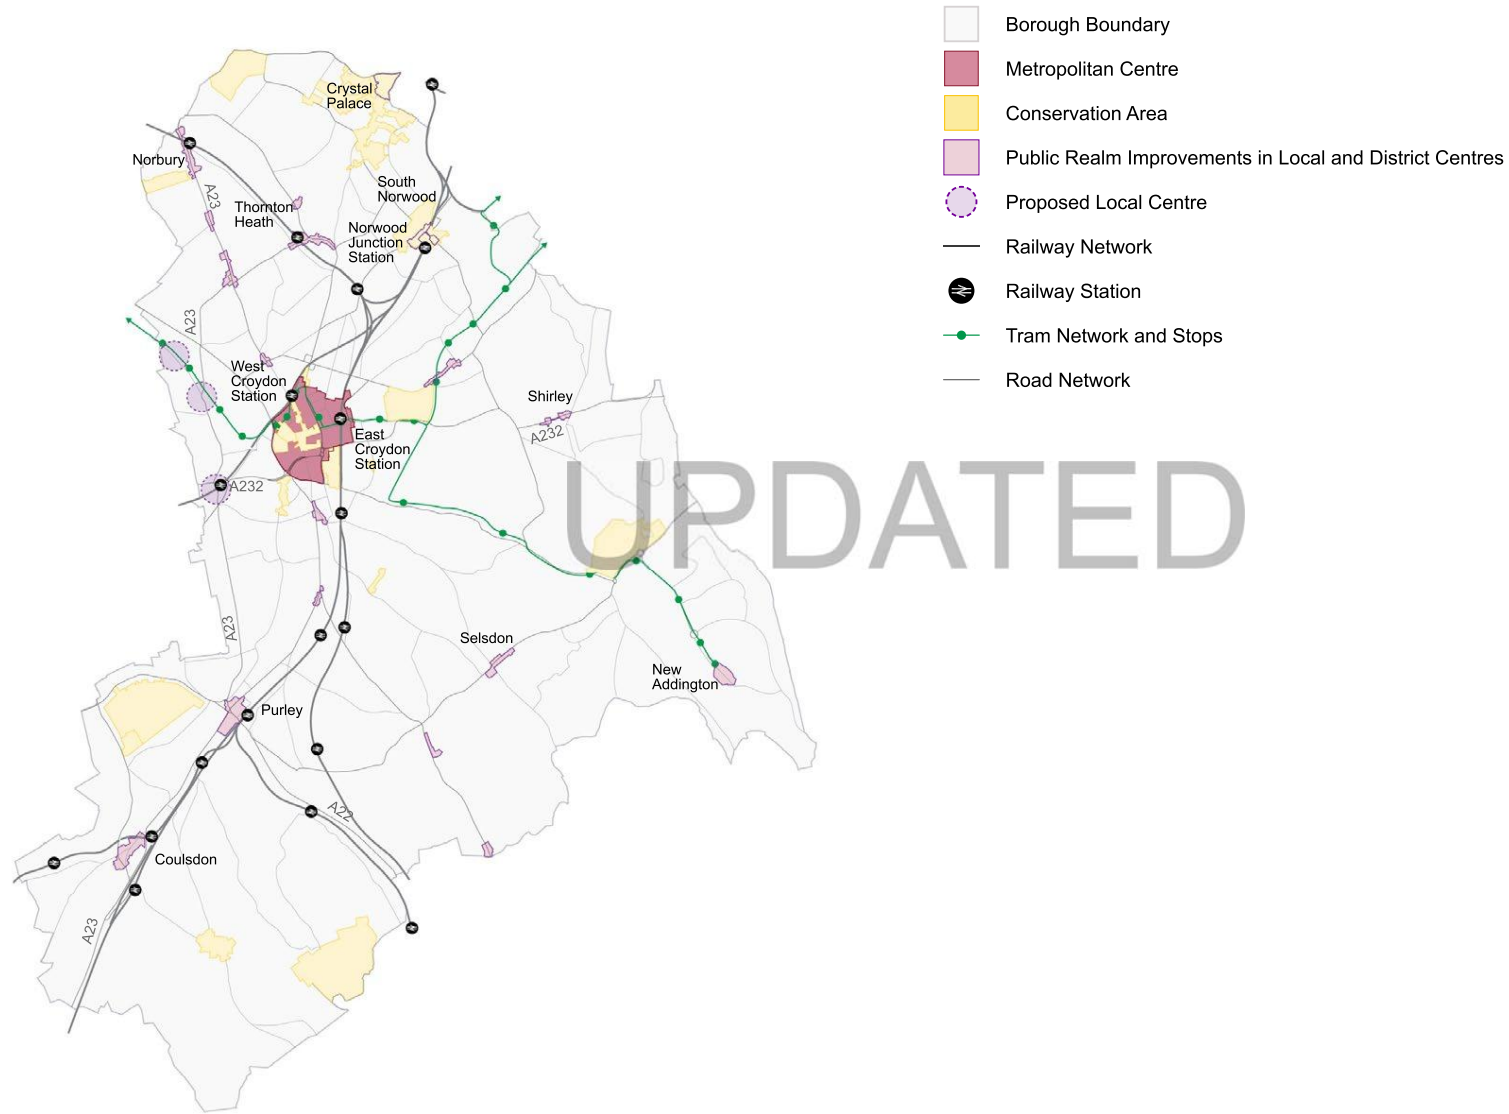 Borough Boundary
Metropolitan Centre
Conservation Area
Public Realm Improvements in Local and District Centres
Proposed Local Centre
Railway Network
Railway Station
Tram Network and Stops
Road Network
Crystal
Palace
Norbury
A23
South
Norwood
Thornton
Heath
Norwood
Junction
Station
A23
West
Croydon
Station
Shirley
A232
East
Croydon
Station
A232
UPDATED
A23
Selsdon
New
Addington
Purley
A22
Coulsdon
A23